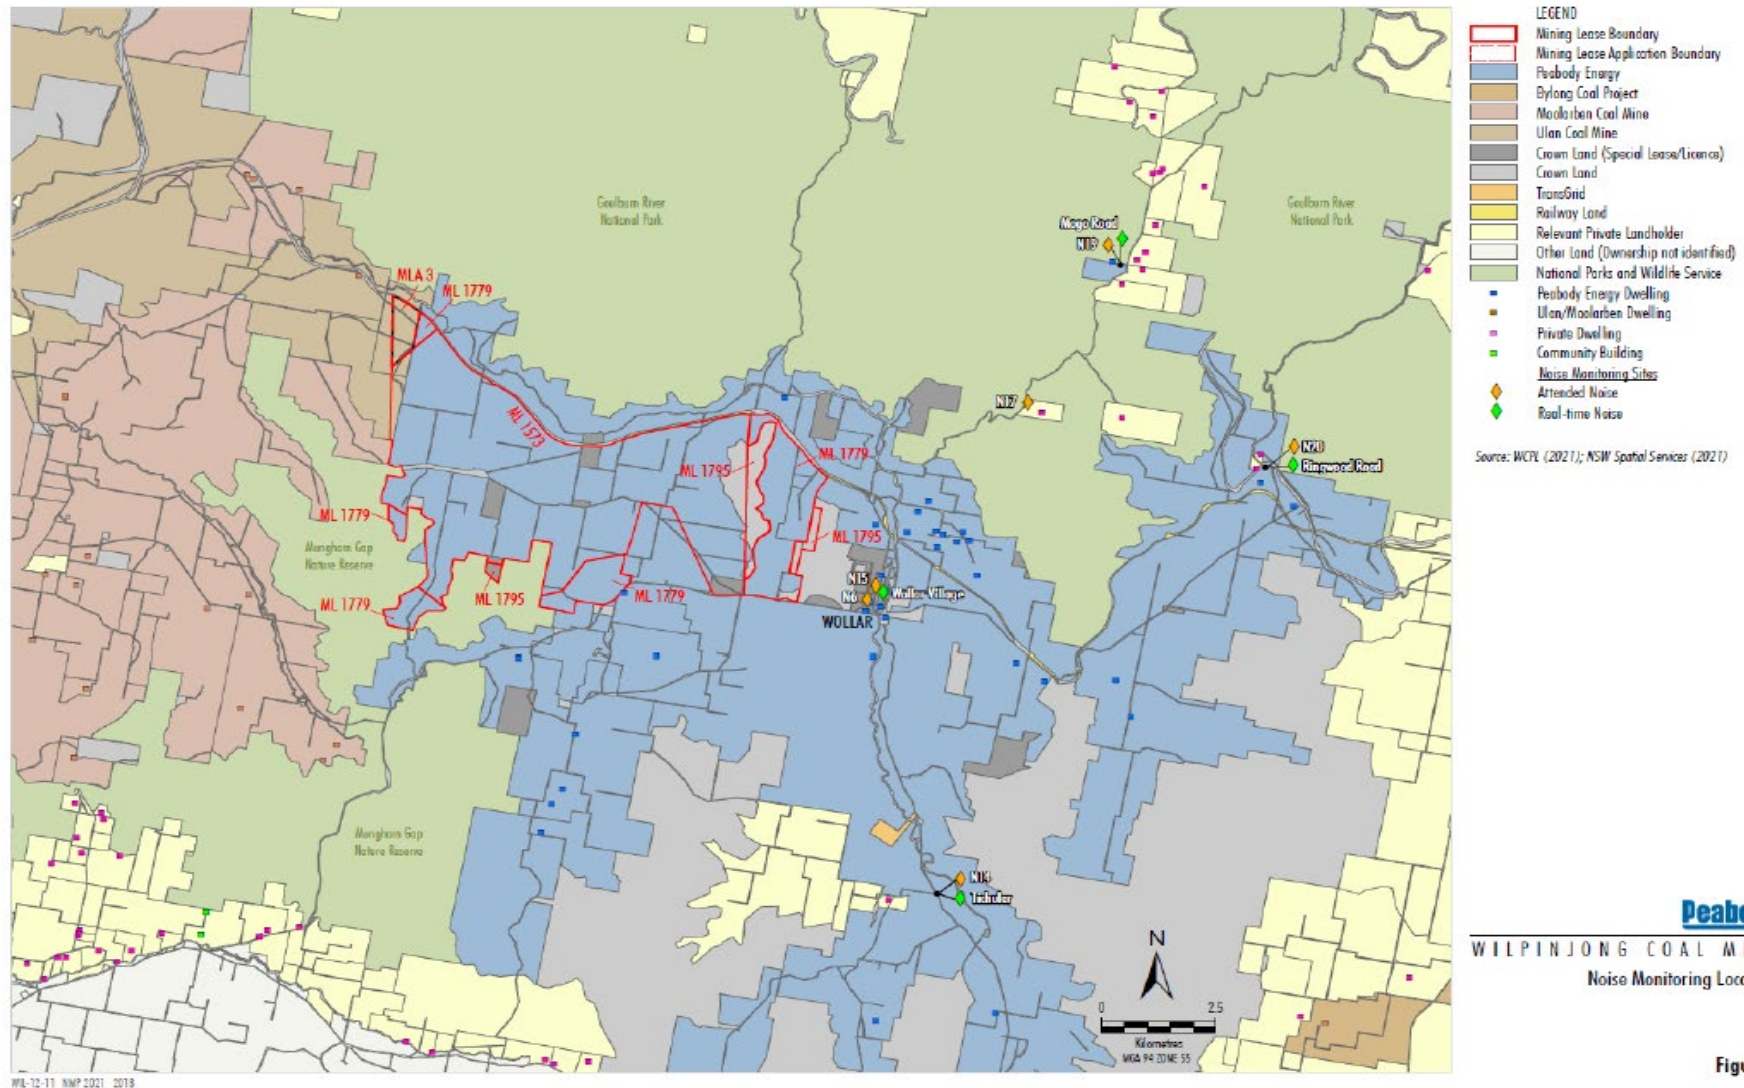 Goulburn River
National Park
Goulburn River
National Park
Mogo Road
N19
MLA 3
ML 1779
N17
ML 1573
ML 1795
ML 1779
N20
Ringwood Road
ML 1779
ML 1795
Munghorn Gap
Nature Reserve
ML 1795
ML 1779
ML 1779
N15
N6
Wollar Village
WOLLAR
Munghorn Gap
Nature Reserve
N14
N
0 2.5
Kilometres
MGA 94 ZONE 55
WIL-12-11 NMP 2021 201B
LEGEND
Mining Lease Boundary
Mining Lease Application Boundary
Peabody Energy
Bylong Coal Project
Moolarben Coal Mine
Ulan Coal Mine
Crown Land (Special Lease/Licence)
Crown Land
TransGrid
Railway Land
Relevant Private Landholder
Other Land (Ownership not identified)
National Parks and Wildlife Service
Peabody Energy Dwelling
Ulan/Moolarben Dwelling
Private Dwelling
Community Building
Noise Monitoring Sites
Attended Noise
Real-time Noise
Source: WCPL (2021); NSW Spatial Services (2021)
Peabo
WILPINJONG COAL MI
Noise Monitoring Loca
Figu